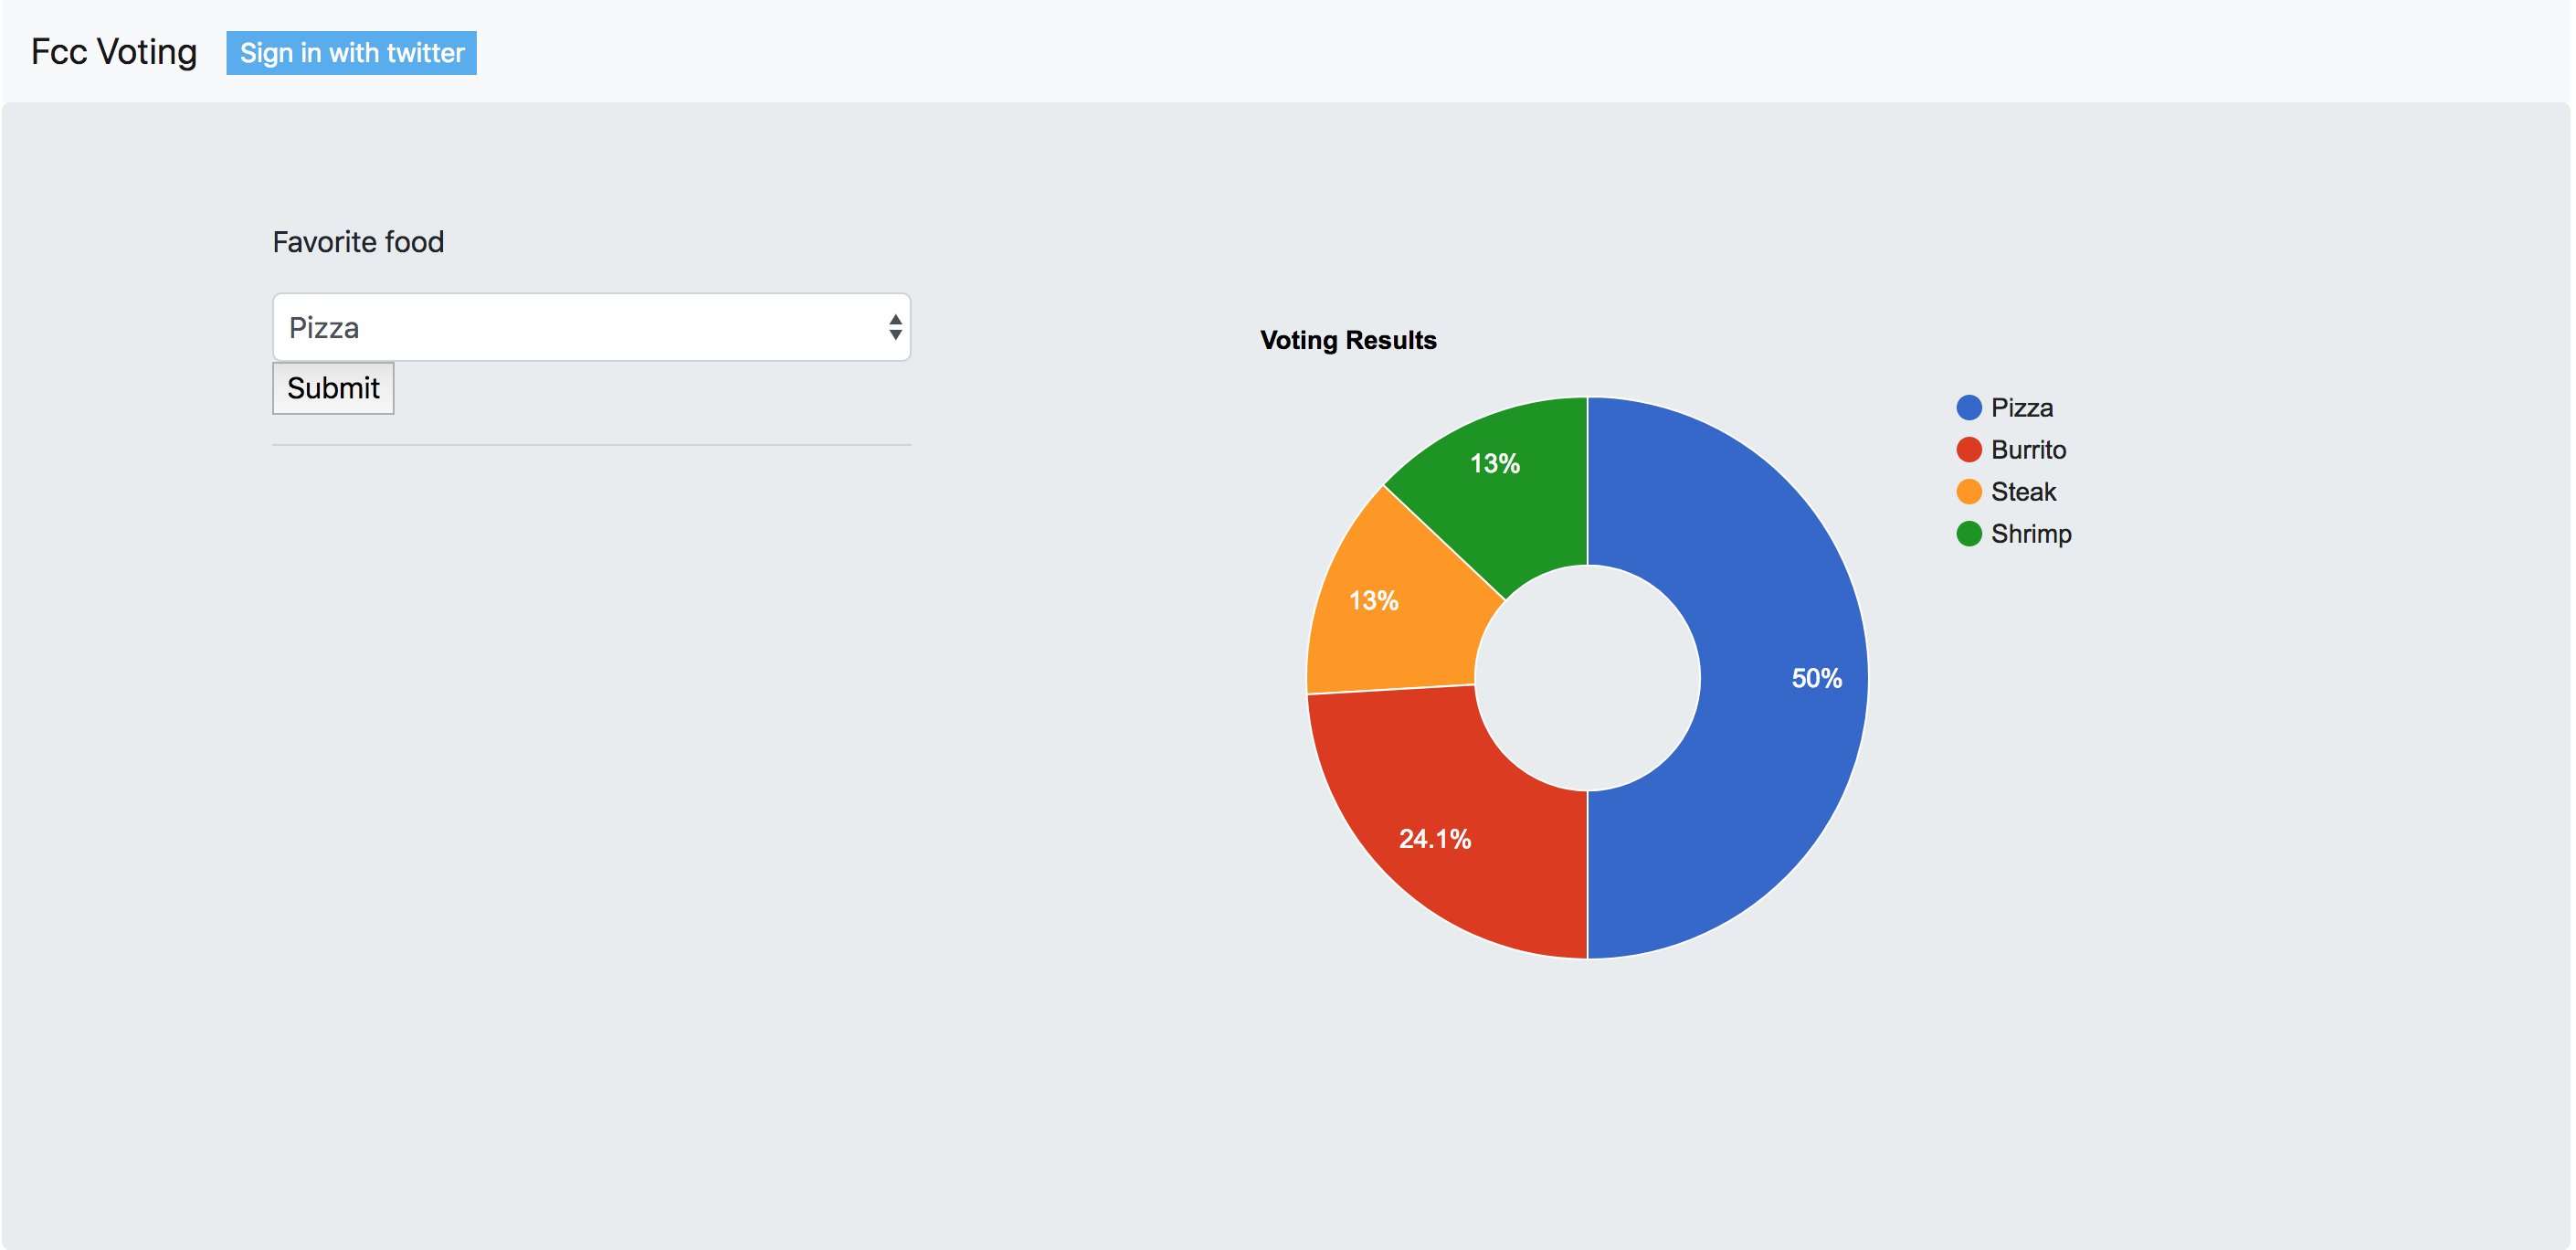 Fcc Voting Sign in with twitter
Favorite food
Pizza
Submit
Voting Results
Pizza
Burrito
Steak
Shrimp
13%
13%
50%
24.1%